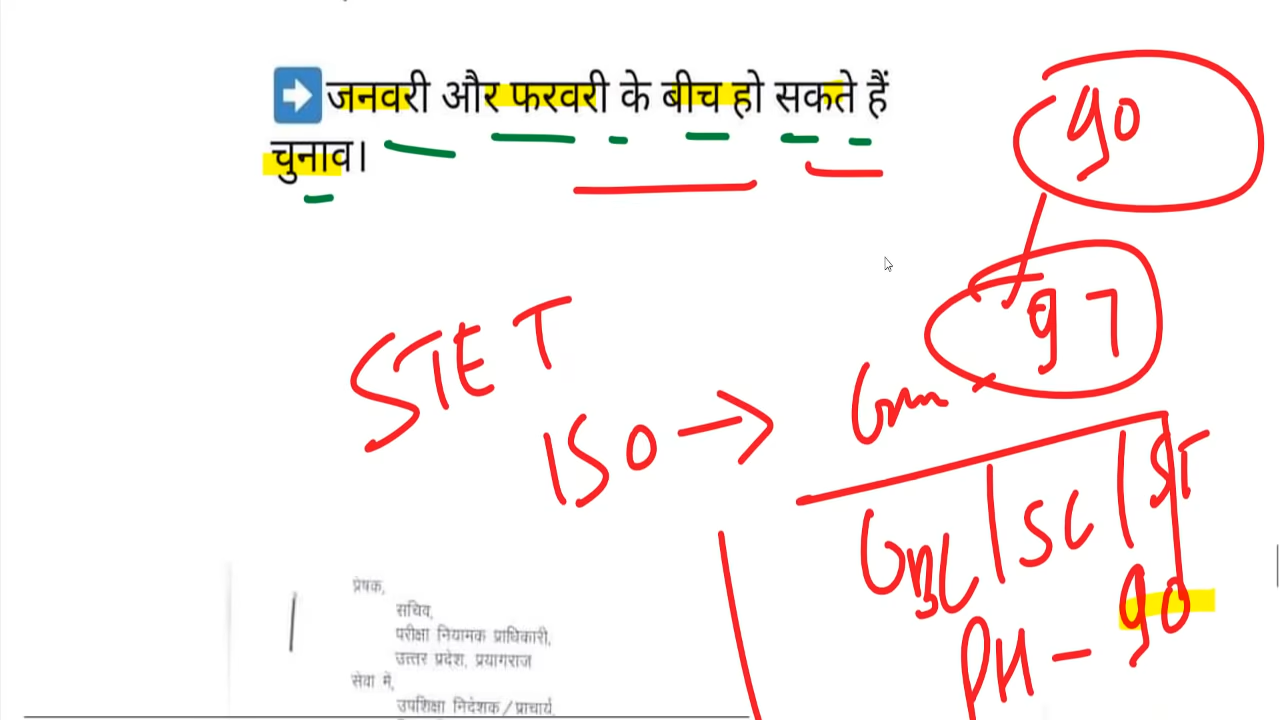 ➡ जनवरी और फरवरी के बीच हो सकते हैं
चुनाव।
90
97
STET
150 → Gen
OBC | SC | ST
PH - 90
प्रेषक,
सचिव,
परीक्षा नियामक प्राधिकारी,
उत्तर प्रदेश, प्रयागराज
सेवा में,
उपशिक्षा निदेशक/प्राचार्य,